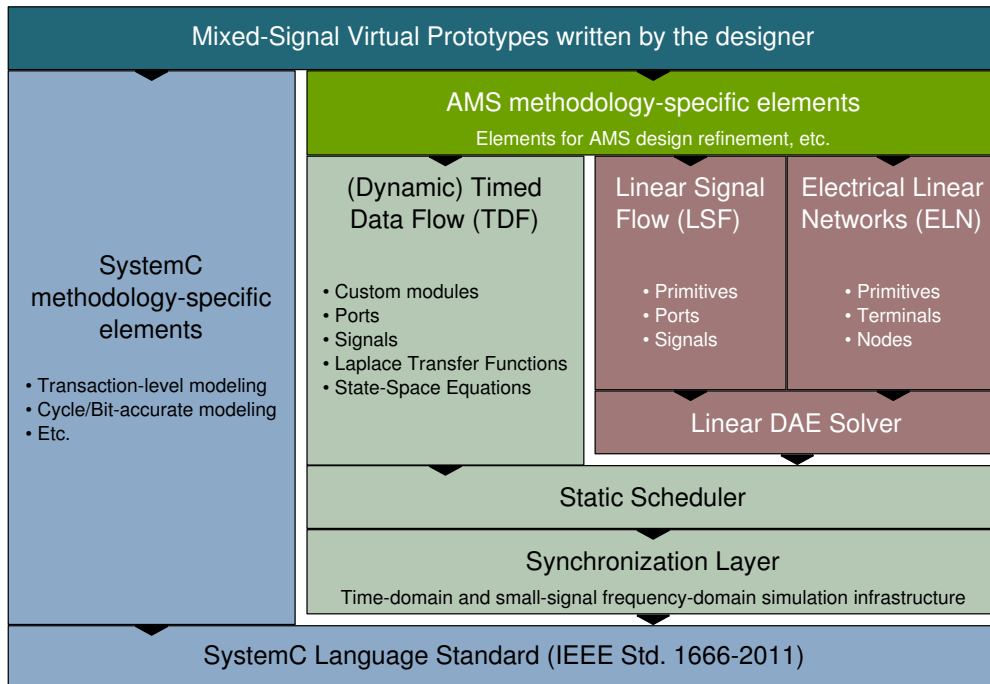 Mixed-Signal Virtual Prototypes written by the designer
AMS methodology-specific elements
Elements for AMS design refinement, etc.
SystemC
methodology-specific
elements
• Transaction-level modeling
• Cycle/Bit-accurate modeling
• Etc.
(Dynamic) Timed
Data Flow (TDF)
• Custom modules
• Ports
• Signals
• Laplace Transfer Functions
• State-Space Equations
Linear Signal
Flow (LSF)
• Primitives
• Ports
• Signals
Electrical Linear
Networks (ELN)
• Primitives
• Terminals
• Nodes
Linear DAE Solver
Static Scheduler
Synchronization Layer
Time-domain and small-signal frequency-domain simulation infrastructure
SystemC Language Standard (IEEE Std. 1666-2011)